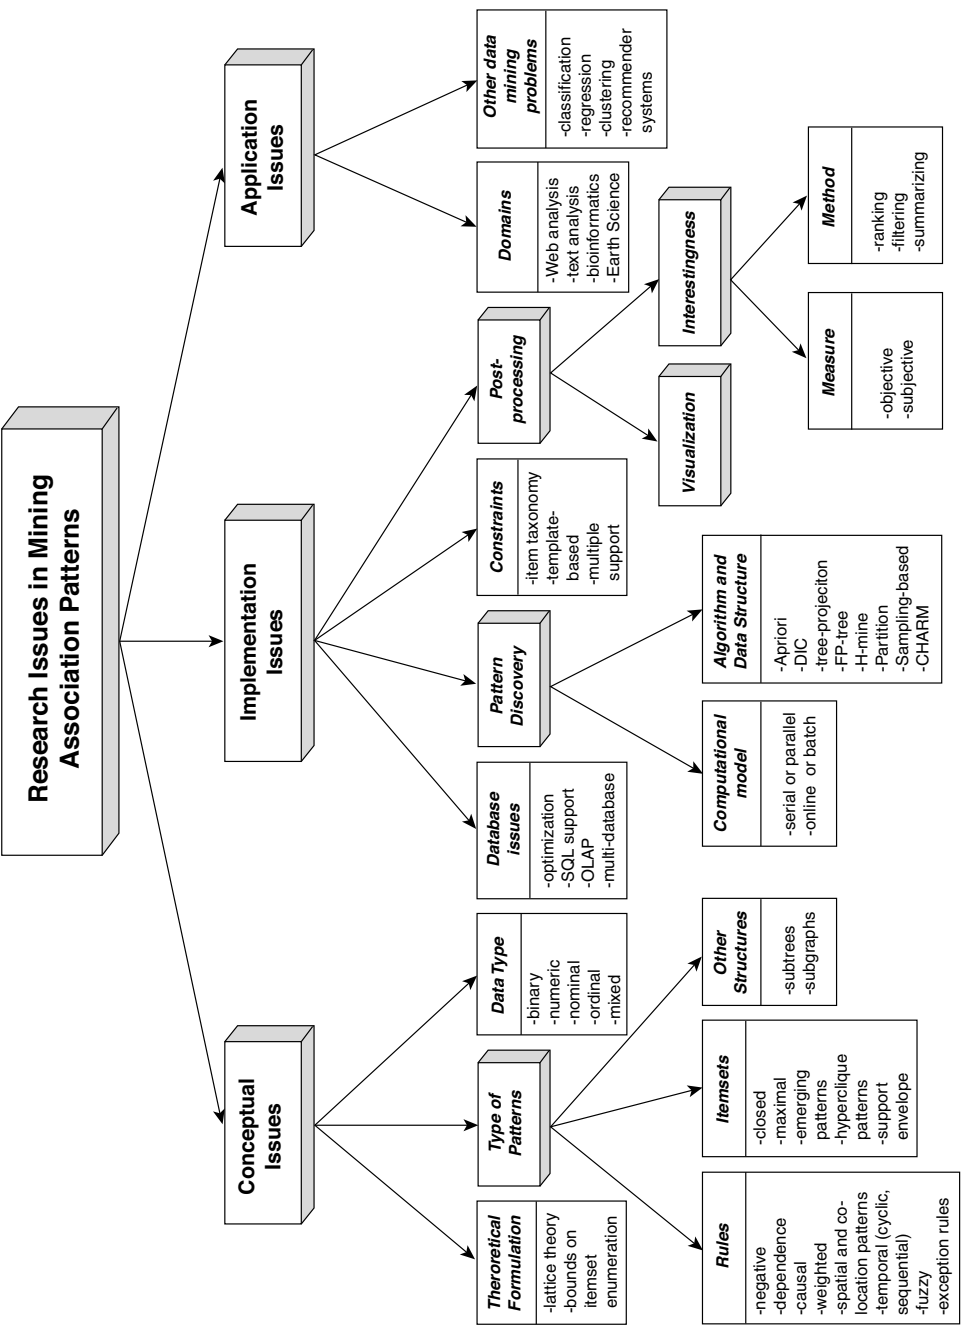 Research Issues in Mining
Association Patterns
Conceptual
Issues
Implementation
Issues
Application
Issues
Theroretical
Formulation
-lattice theory
-bounds on
itemset
enumeration
Type of
Patterns
Data Type
-binary
-numeric
-nominal
-ordinal
-mixed
Database
issues
-optimization
-SQL support
-OLAP
-multi-database
Pattern
Discovery
Constraints
-item taxonomy
-template-
based
-multiple
support
Post-
processing
Domains
-Web analysis
-text analysis
-bioinformatics
-Earth Science
Other data
mining
problems
-classification
-regression
-clustering
-recommender
systems
Visualization
Interestingness
Rules
-negative
-dependence
-causal
-weighted
-spatial and co-
location patterns
-temporal (cyclic,
sequential)
-fuzzy
-exception rules
Itemsets
-closed
-maximal
-emerging
patterns
-hyperclique
patterns
-support
envelope
Other
Structures
-subtrees
-subgraphs
Computational
model
-serial or parallel
-online or batch
Algorithm and
Data Structure
-Apriori
-DIC
-tree-projeciton
-FP-tree
-H-mine
-Partition
-Sampling-based
-CHARM
Measure
-objective
-subjective
Method
-ranking
-filtering
-summarizing